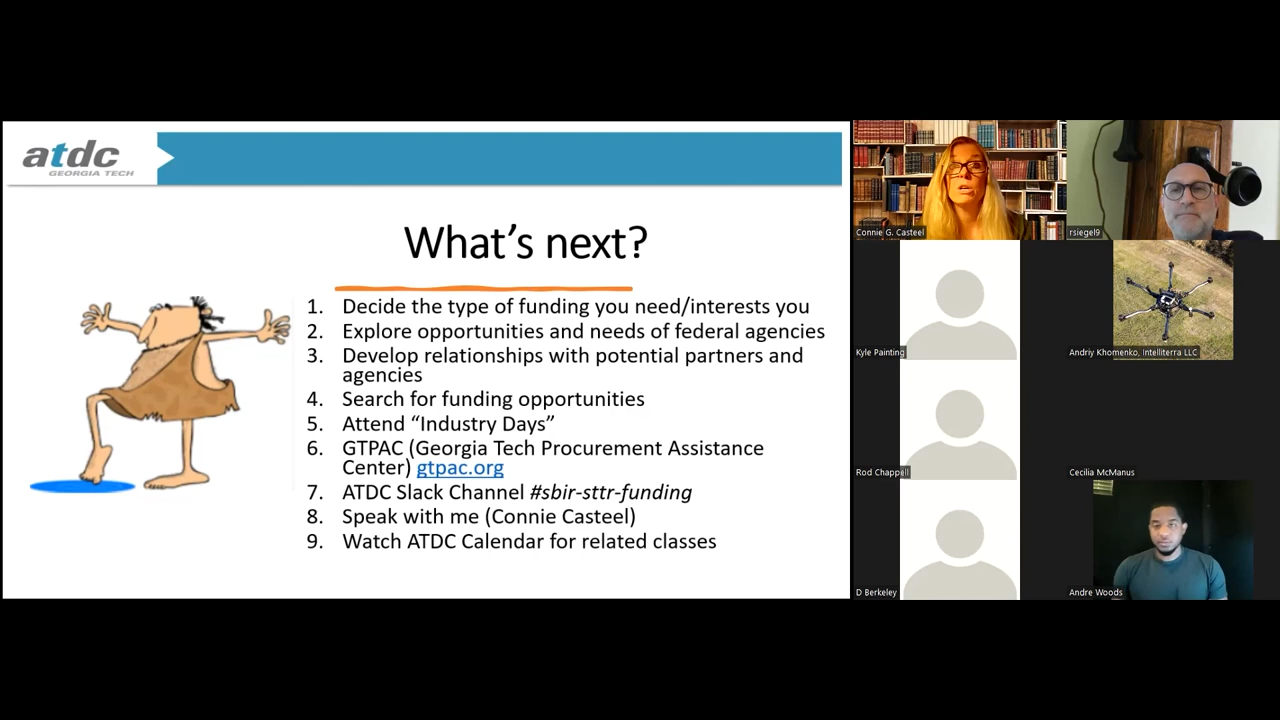 atdc
GEORGIA TECH
What's next?
1. Decide the type of funding you need/interests you
2. Explore opportunities and needs of federal agencies
3. Develop relationships with potential partners and
agencies
4. Search for funding opportunities
5. Attend “Industry Days”
6. GTPAC (Georgia Tech Procurement Assistance
Center) gtpac.org
7. ATDC Slack Channel #sbir-sttr-funding
8. Speak with me (Connie Casteel)
9. Watch ATDC Calendar for related classes
Connie G. Casteel
rsiegel9
Kyle Painting
Andriy Khomenko, Intelliterra LLC
Rod Chappell
Cecilia McManus
D Berkeley
Andre Woods